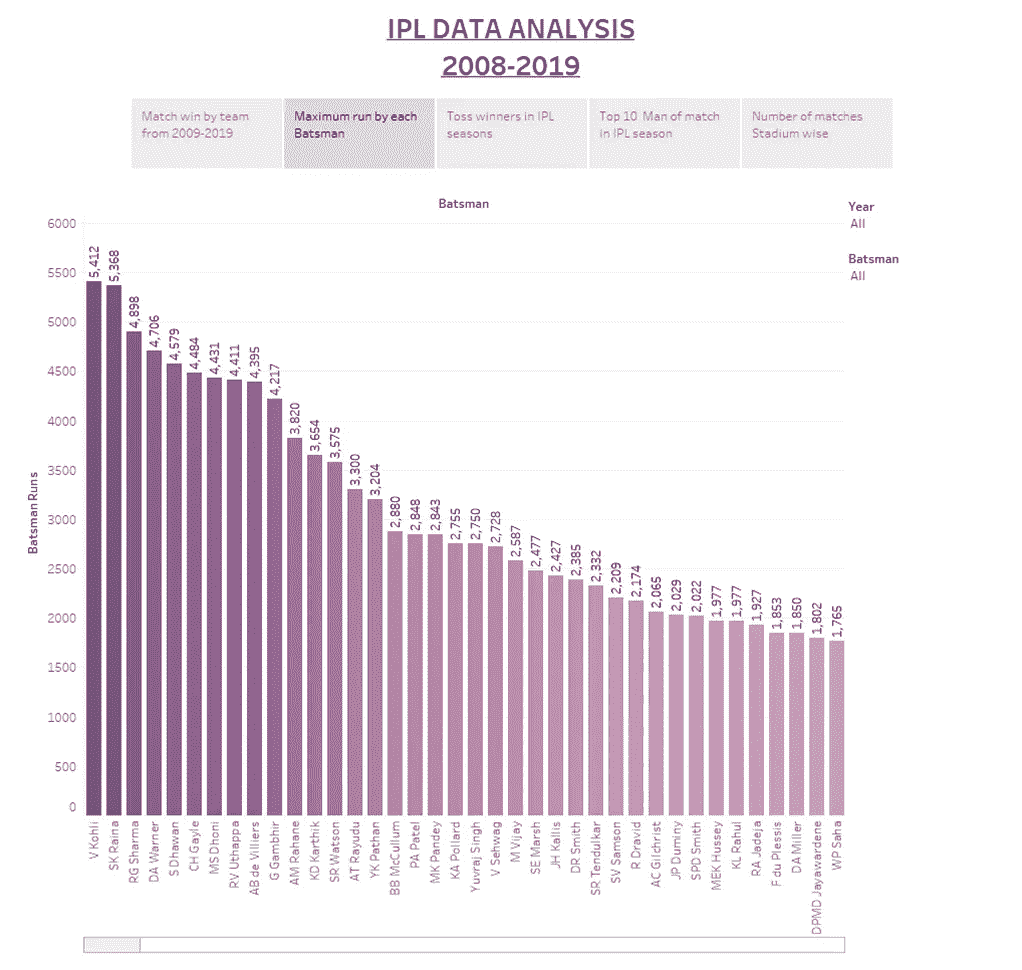 IPL DATA ANALYSIS
2008-2019
Match win by team
from 2009-2019
Maximum run by each
Batsman
Toss winners in IPL
seasons
Top 10 Man of match
in IPL season
Number of matches
Stadium wise
Batsman
Year
All
Batsman
All
Batsman Runs
6000
5500
5000
4500
4000
3500
3000
2500
2000
1500
1000
500
0
5,412
5,368
4,898
4,706
4,579
4,484
4,431
4,411
4,395
4,217
3,820
3,654
3,575
3,300
3,204
2,880
2,848
2,843
2,755
2,750
2,728
2,587
2,477
2,427
2,385
2,332
2,209
2,174
2,065
2,029
2,022
1,977
1,977
1,927
1,853
1,850
1,802
1,765
V Kohli
SK Raina
RG Sharma
DA Warner
S Dhawan
CH Gayle
MS Dhoni
RV Uthappa
AB de Villiers
G Gambhir
AM Rahane
KD Karthik
SR Watson
AT Rayudu
YK Pathan
BB McCullum
PA Patel
MK Pandey
KA Pollard
Yuvraj Singh
V Sehwag
M Vijay
SE Marsh
JH Kallis
DR Smith
SR Tendulkar
SV Samson
R Dravid
AC Gilchrist
JP Duminy
SPD Smith
MEK Hussey
KL Rahul
RA Jadeja
F du Plessis
DA Miller
DPMD Jayawardene
WP Saha